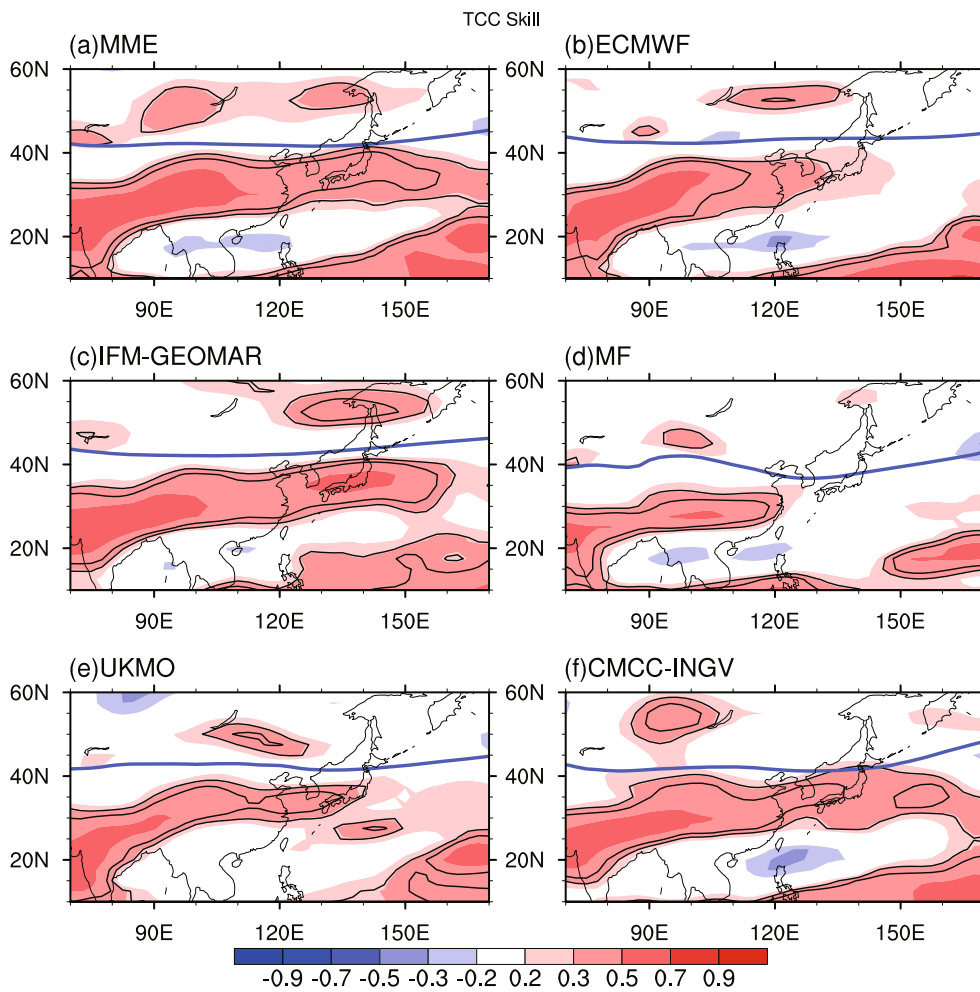 TCC Skill
(a)MME
(b)ECMWF
60N
40N
20N
90E 120E 150E
60N
40N
20N
90E 120E 150E
(c)IFM-GEOMAR
(d)MF
60N
40N
20N
90E 120E 150E
60N
40N
20N
90E 120E 150E
(e)UKMO
(f)CMCC-INGV
60N
40N
20N
90E 120E 150E
60N
40N
20N
90E 120E 150E
-0.9 -0.7 -0.5 -0.3 -0.2 0.2 0.3 0.5 0.7 0.9